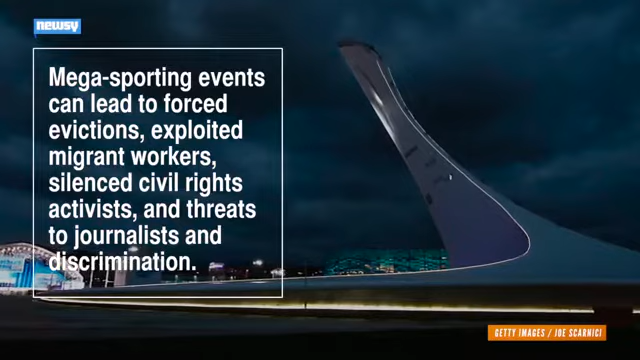 newsy
Mega-sporting events
can lead to forced
evictions, exploited
migrant workers,
silenced civil rights
activists, and threats
to journalists and
discrimination.
GETTY IMAGES / JOE SCARNICI